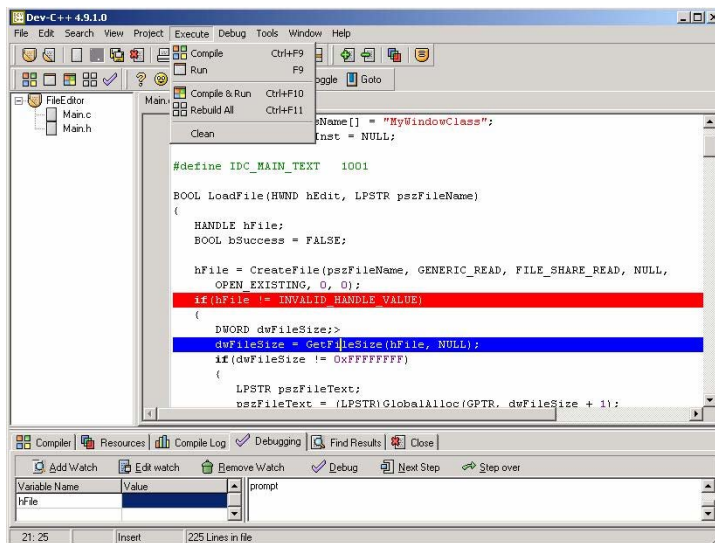 Dev-C++ 4.9.1.0
File Edit Search View Project Execute Debug Tools Window Help
Compile Ctrl+F9
Run F9
Compile & Run Ctrl+F10
Rebuild All Ctrl+F11
Clean
oggle Goto
FileEditor
Main.c
Main.h
Main.
sName[] = "MyWindowClass";
Inst = NULL;
#define IDC_MAIN_TEXT 1001
BOOL LoadFile(HWND hEdit, LPSTR pszFileName)
{
HANDLE hFile;
BOOL bSuccess = FALSE;
hFile = CreateFile(pszFileName, GENERIC_READ, FILE_SHARE_READ, NULL,
OPEN_EXISTING, 0, 0);
if(hFile != INVALID_HANDLE_VALUE)
{
DWORD dwFileSize;>
dwFileSize = GetFileSize(hFile, NULL);
if(dwFileSize != 0xFFFFFFFF)
{
LPSTR pszFileText;
pszFileText = (LPSTR)GlobalAlloc(GPTR, dwFileSize + 1);
Compiler Resources Compile Log Debugging Find Results Close
Add Watch Edit watch Remove Watch Debug Next Step Step over
Variable Name Value
hFile
prompt
21: 25 Insert 225 Lines in file